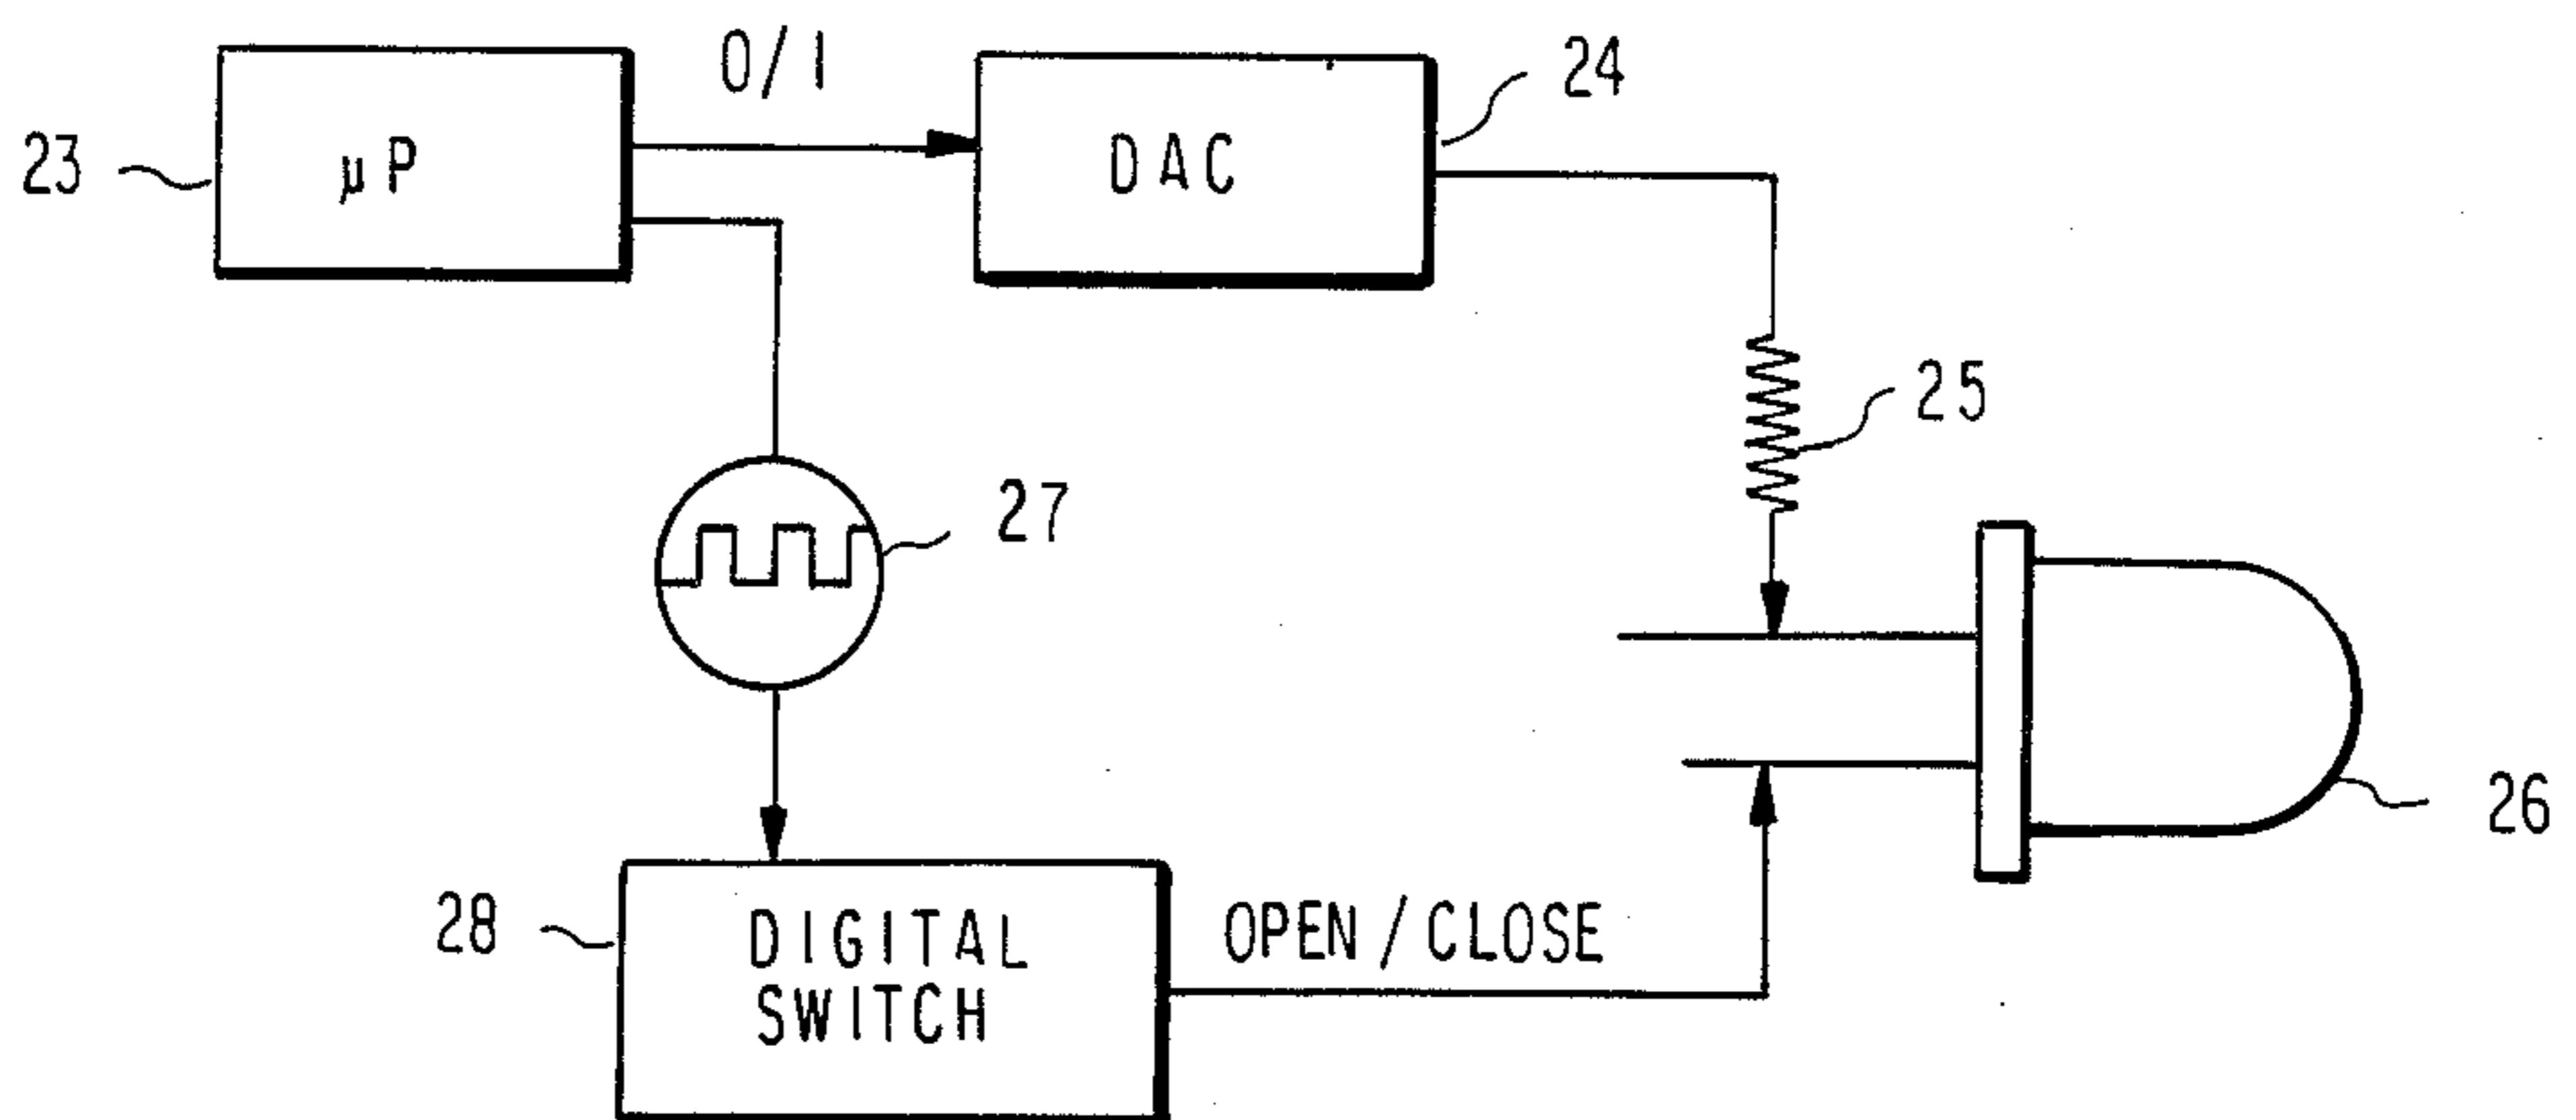 0/1
24
23
μP
DAC
25
27
26
28
DIGITAL
SWITCH
OPEN/CLOSE